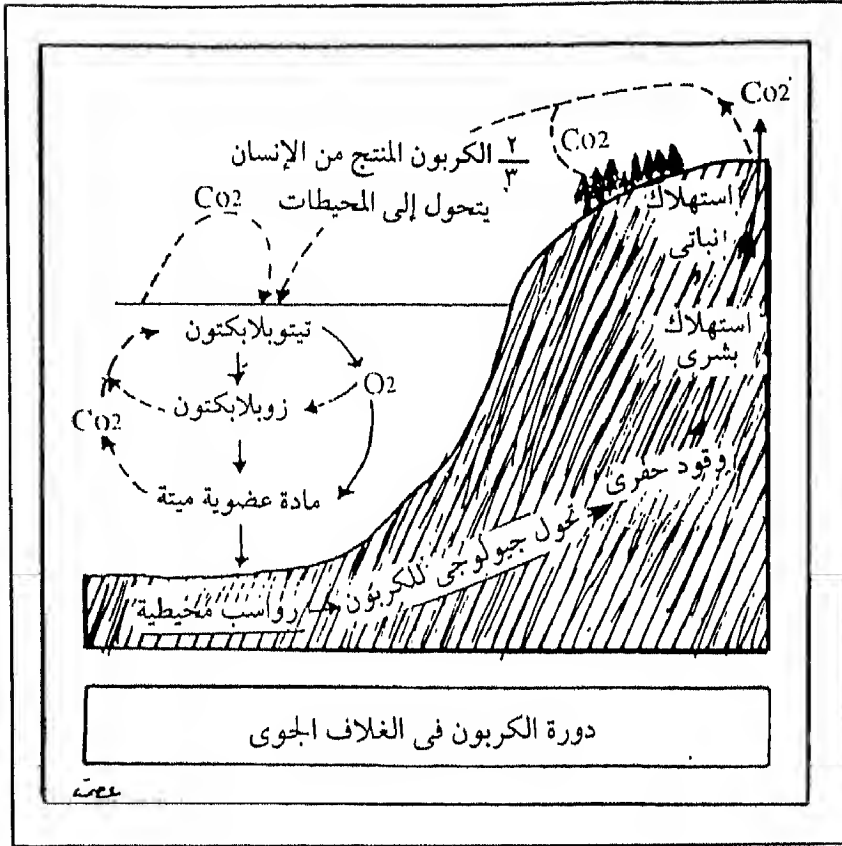 Co2
Co2
٢/٣ الكربون المنتج من الإنسان
يتحول إلى المحيطات
Co2
استهلاك
إنباتى
استهلاك
بشرى
تيتوبلابكتون
زوبلابكتون
O2
Co2
مادة عضوية ميتة
وقود حفرى
تحول جيولوجى للكربون
رواسب محيطية
دورة الكربون فى الغلاف الجوى